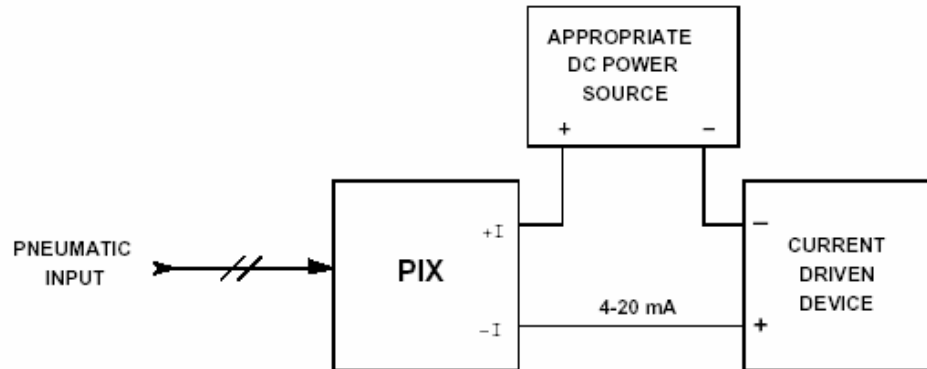 APPROPRIATE
DC POWER
SOURCE
+ −
PNEUMATIC
INPUT
PIX
+I
−I
4-20 mA
−
CURRENT
DRIVEN
DEVICE
+